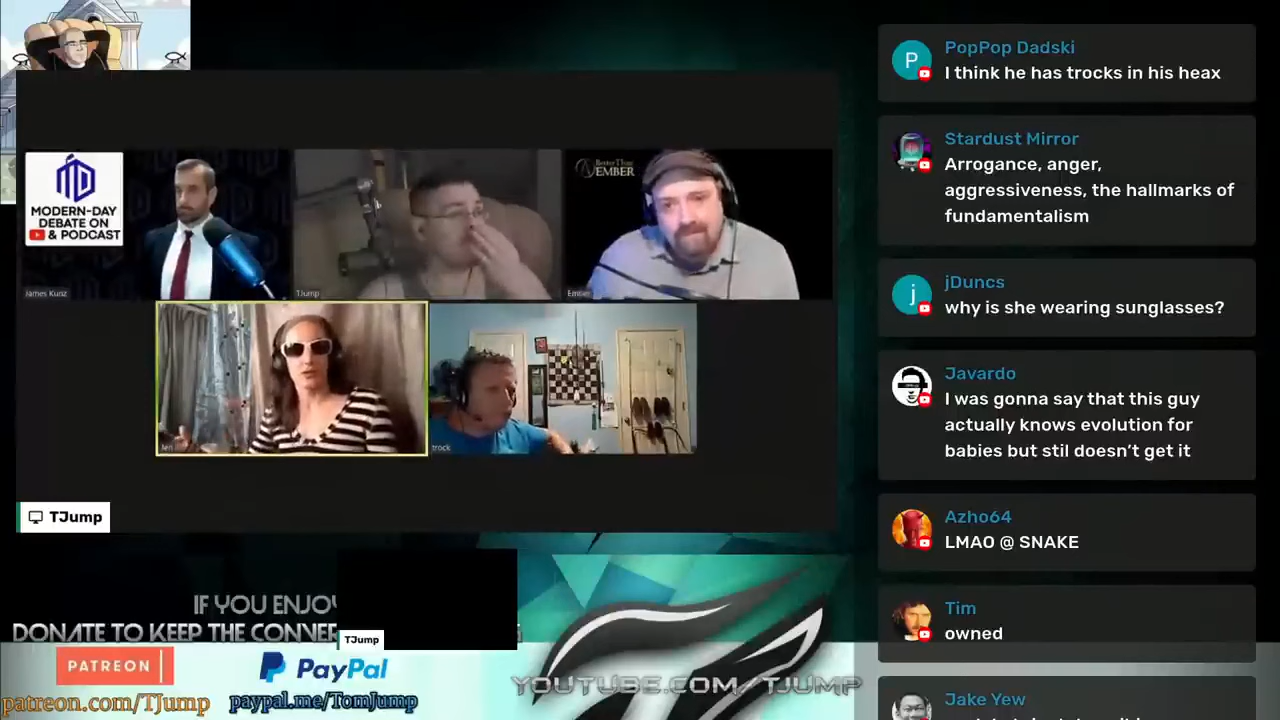 MODERN-DAY
DEBATE ON
& PODCAST
James Kunz
TJump
Better Than
EMBER
Ember
Jen
trock
TJump
IF YOU ENJOY
DONATE TO KEEP THE CONVER
TJump
PATREON
PayPal
patreon.com/TJump
paypal.me/TomJump
YOUTUBE.COM/TJUMP
P
PopPop Dadski
I think he has trocks in his heax
Stardust Mirror
Arrogance, anger,
aggressiveness, the hallmarks of
fundamentalism
j
jDuncs
why is she wearing sunglasses?
Javardo
I was gonna say that this guy
actually knows evolution for
babies but stil doesn't get it
Azho64
LMAO @ SNAKE
Tim
owned
Jake Yew